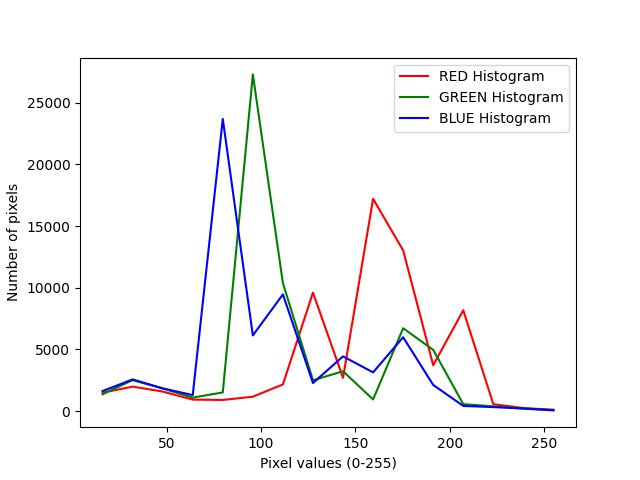 RED Histogram
GREEN Histogram
BLUE Histogram
Number of pixels
25000
20000
15000
10000
5000
0
50
100
150
200
250
Pixel values (0-255)